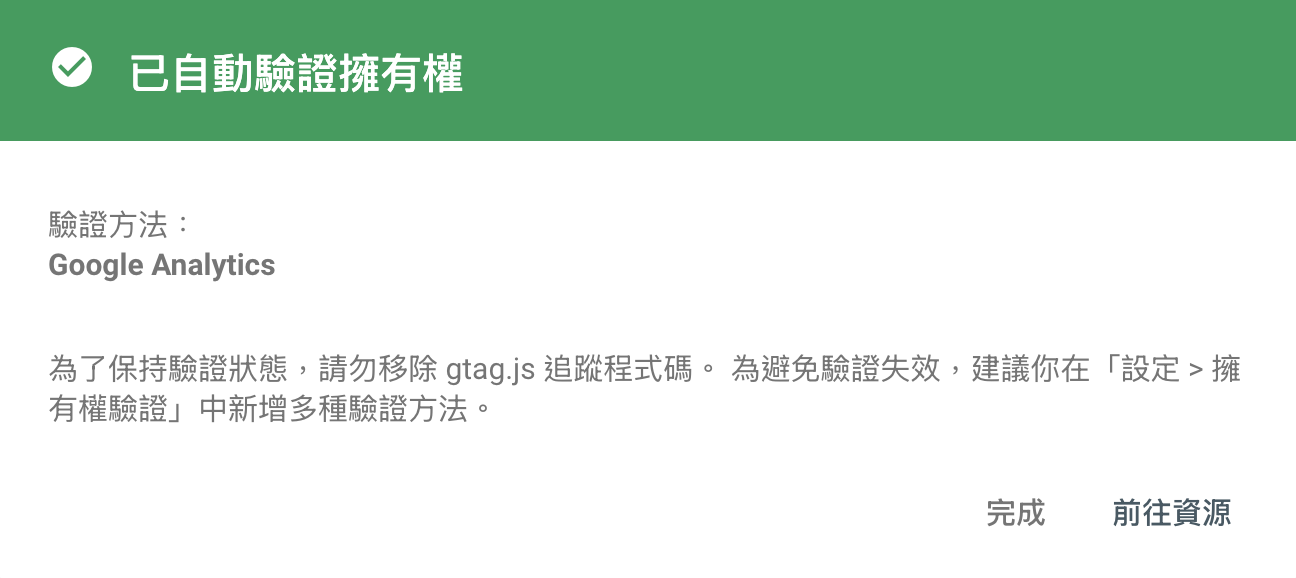 已自動驗證擁有權
驗證方法：
Google Analytics
為了保持驗證狀態，請勿移除 gtag.js 追蹤程式碼。 為避免驗證失效，建議你在「設定 > 擁
有權驗證」中新增多種驗證方法。
完成 前往資源